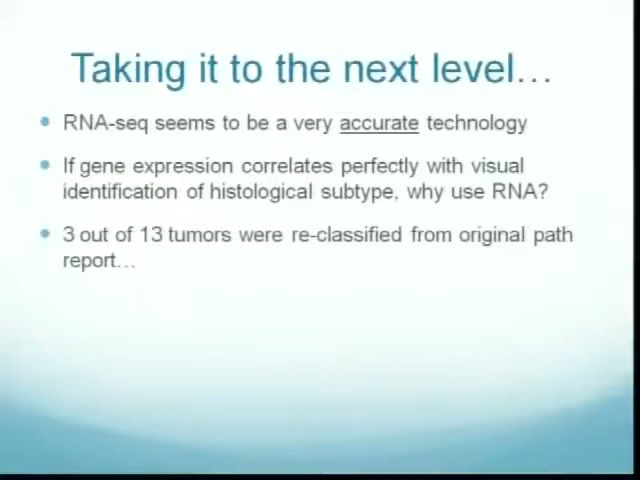 Taking it to the next level…
RNA-seq seems to be a very accurate technology
If gene expression correlates perfectly with visual
identification of histological subtype, why use RNA?
3 out of 13 tumors were re-classified from original path
report…